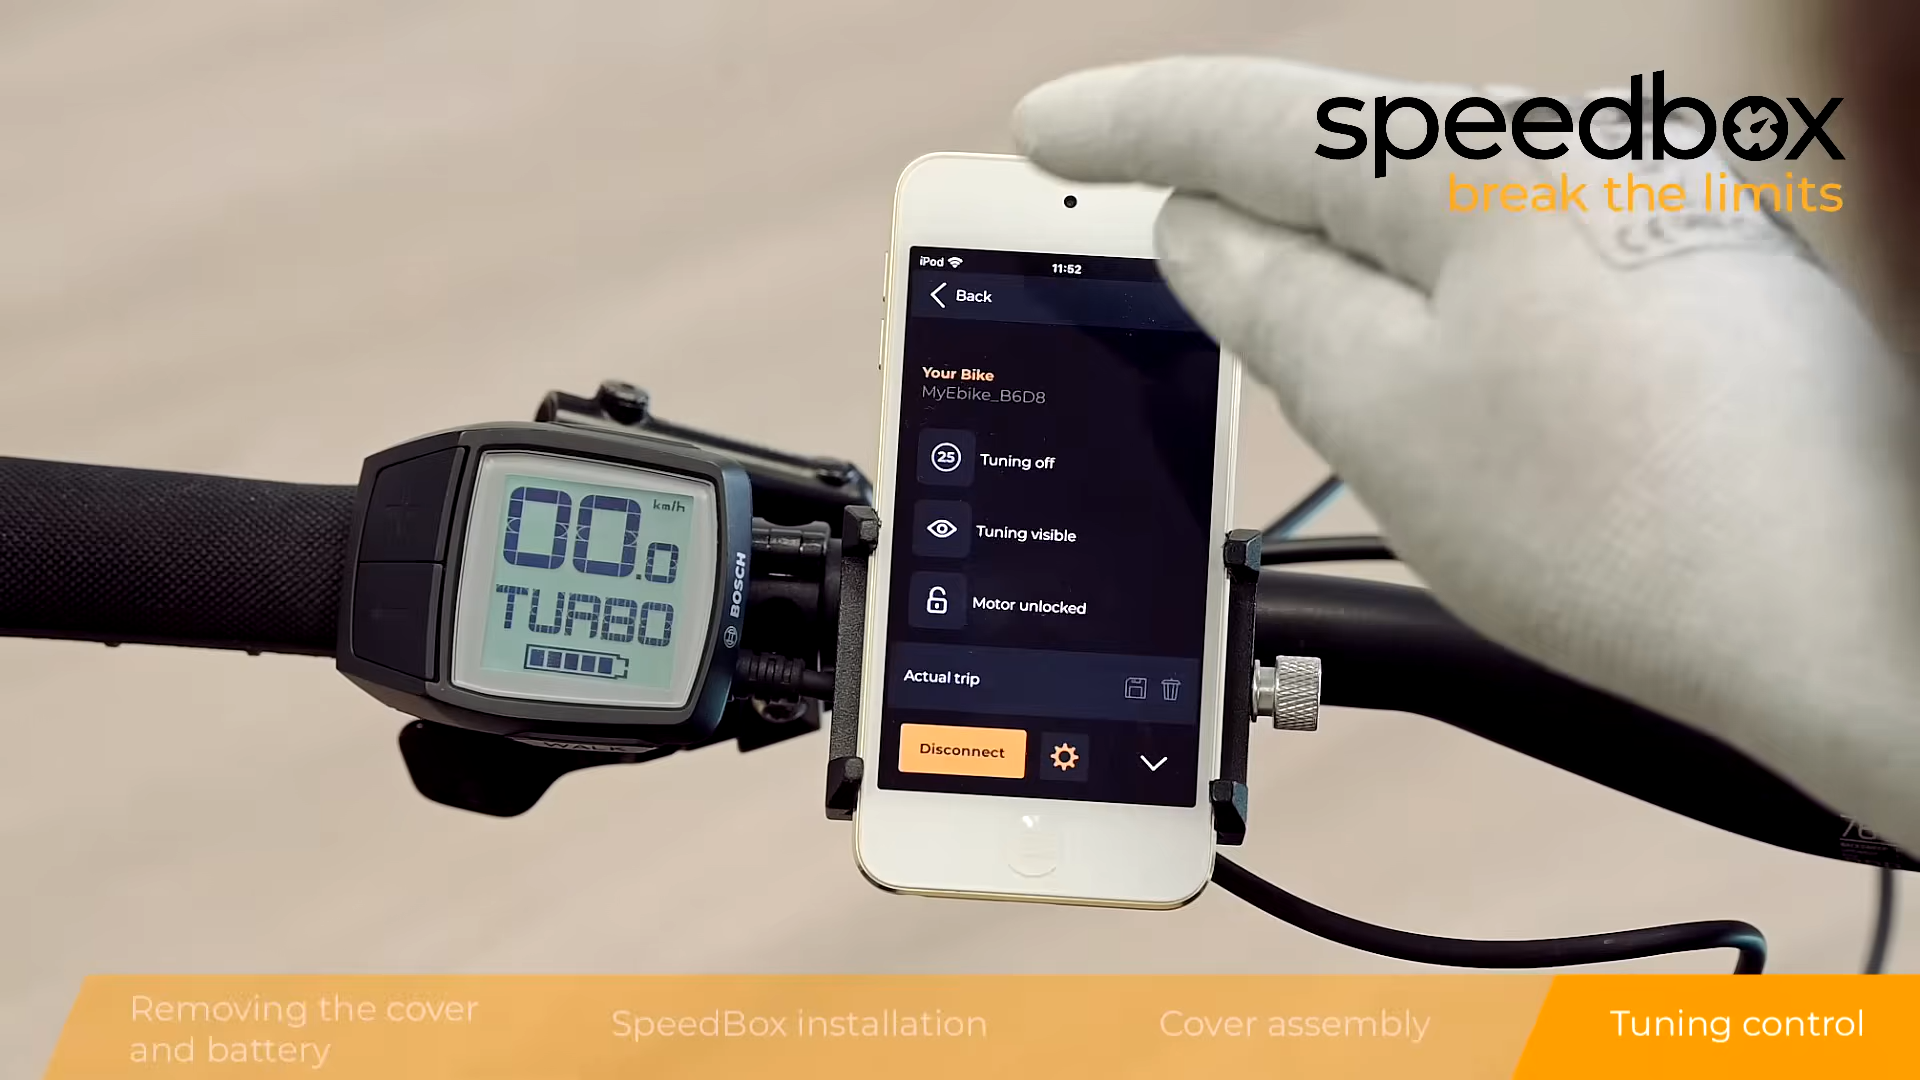 speedbox
break the limits
iPod
11:52
Back
Your Bike
MyEbike_B6D8
25
Tuning off
Tuning visible
Motor unlocked
Actual trip
Disconnect
00.0
km/h
TURBO
BOSCH
WALK
Removing the cover
and battery
SpeedBox installation
Cover assembly
Tuning control